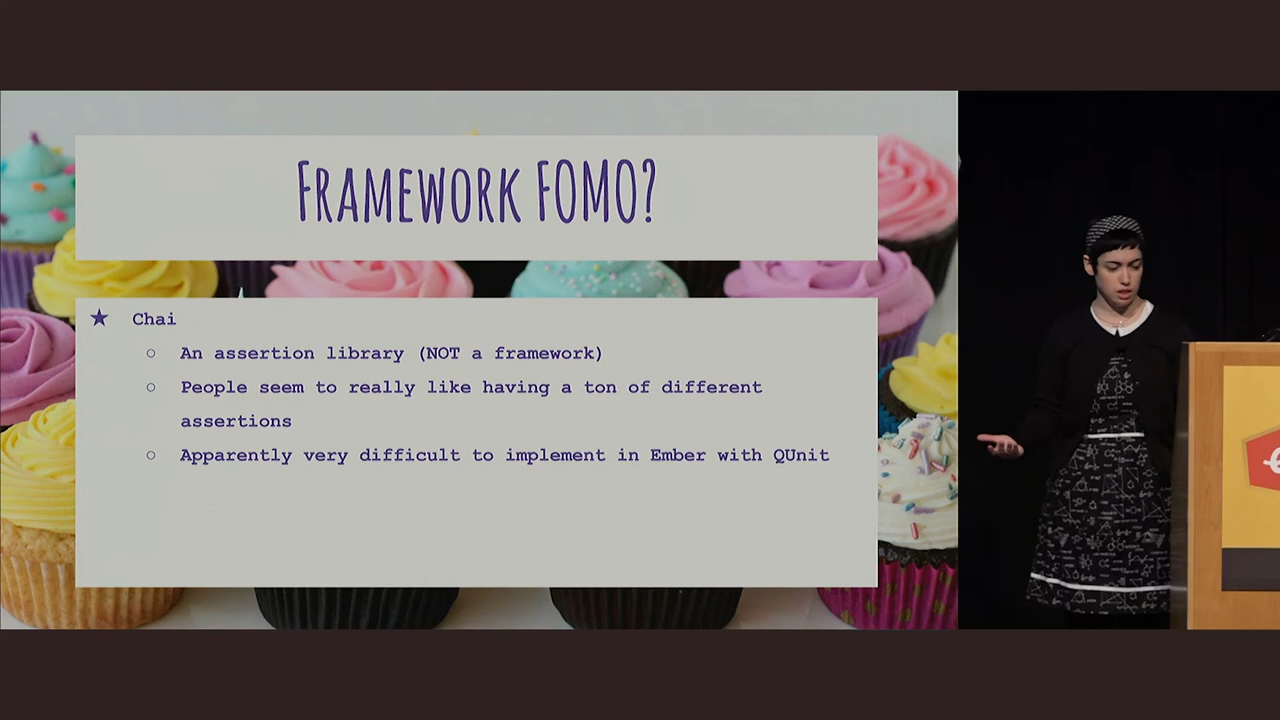 Framework FOMO?
★ Chai
○ An assertion library (NOT a framework)
○ People seem to really like having a ton of different
assertions
○ Apparently very difficult to implement in Ember with QUnit